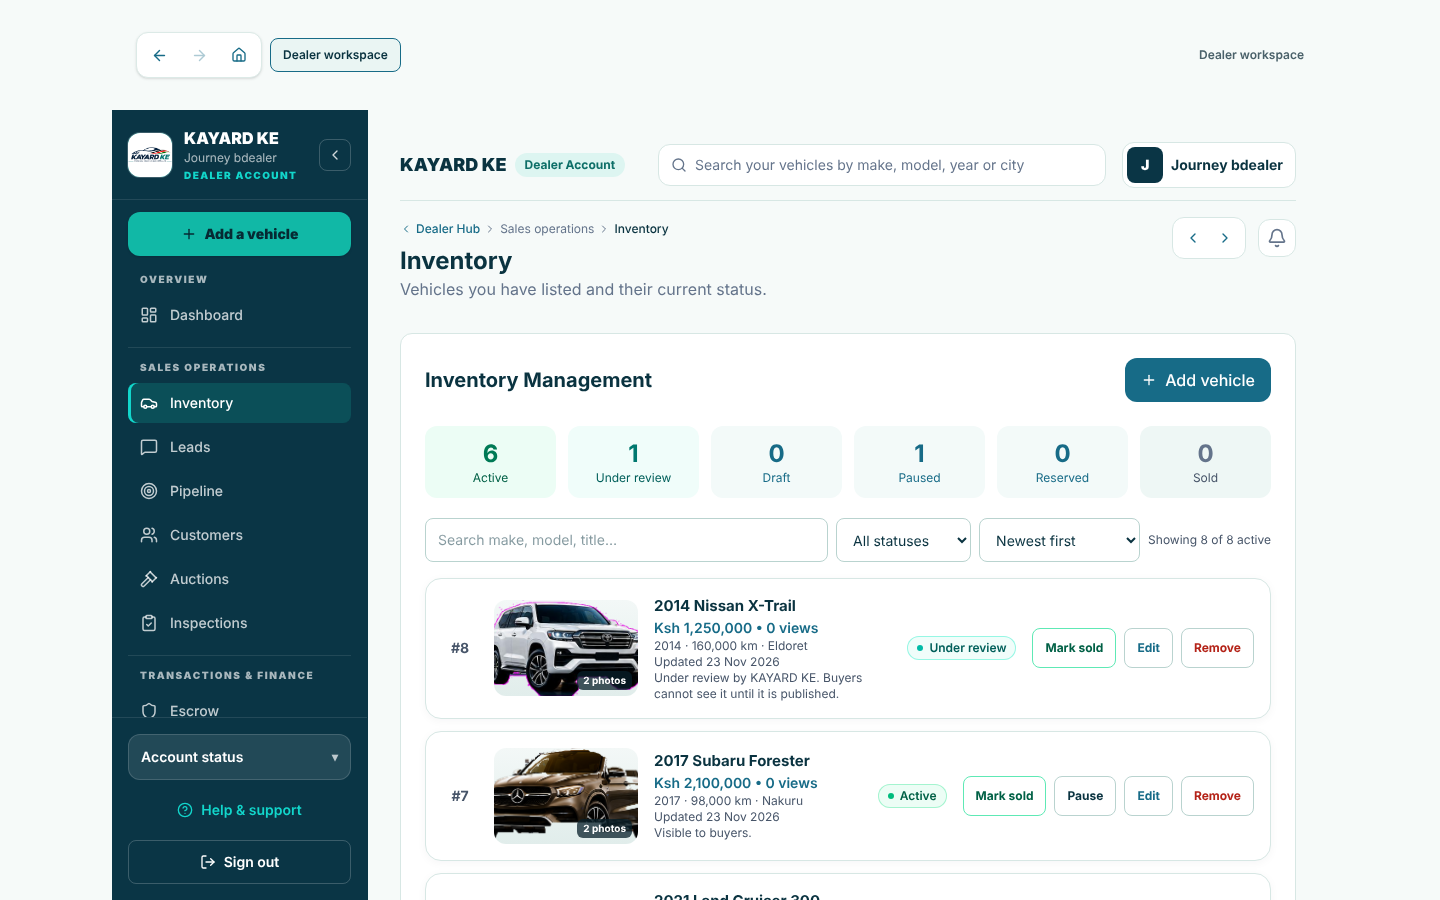 Dealer workspace
Dealer workspace
KAYARD KE
KAYARD KE
Journey bdealer
DEALER ACCOUNT
Add a vehicle
OVERVIEW
Dashboard
SALES OPERATIONS
Inventory
Leads
Pipeline
Customers
Auctions
Inspections
TRANSACTIONS & FINANCE
Escrow
Account status
Help & support
Sign out
KAYARD KE
Dealer Account
Search your vehicles by make, model, year or city
J
Journey bdealer
Dealer Hub
Sales operations
Inventory
Inventory
Vehicles you have listed and their current status.
Inventory Management
Add vehicle
6
Active
1
Under review
0
Draft
1
Paused
0
Reserved
0
Sold
Search make, model, title...
All statuses
Newest first
Showing 8 of 8 active
#8
2 photos
2014 Nissan X-Trail
Ksh 1,250,000 • 0 views
2014 · 160,000 km · Eldoret
Updated 23 Nov 2026
Under review by KAYARD KE. Buyers
cannot see it until it is published.
Under review
Mark sold
Edit
Remove
#7
2 photos
2017 Subaru Forester
Ksh 2,100,000 • 0 views
2017 · 98,000 km · Nakuru
Updated 23 Nov 2026
Visible to buyers.
Active
Mark sold
Pause
Edit
Remove
2021 Land Cruiser 300